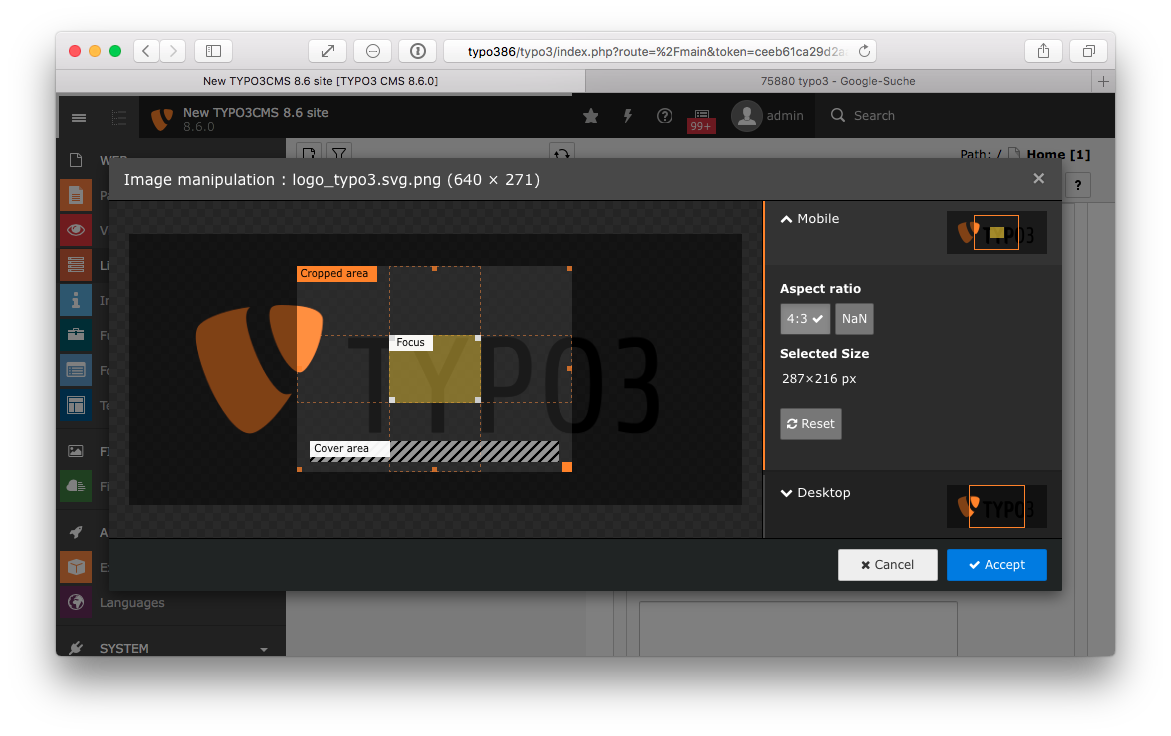 typo386/typo3/index.php?route=%2Fmain&token=ceeb61ca29d2a
New TYPO3CMS 8.6 site [TYPO3 CMS 8.6.0]
75880 typo3 - Google-Suche
New TYPO3CMS 8.6 site
8.6.0
99+
admin
Search
Path: / Home [1]
Image manipulation : logo_typo3.svg.png (640 × 271)
?
Mobile
TYPO3
Cropped area
Aspect ratio
4:3
NaN
Focus
TYPO3
Selected Size
287×216 px
Reset
Cover area
Desktop
TYPO3
Cancel
Accept
Languages
SYSTEM